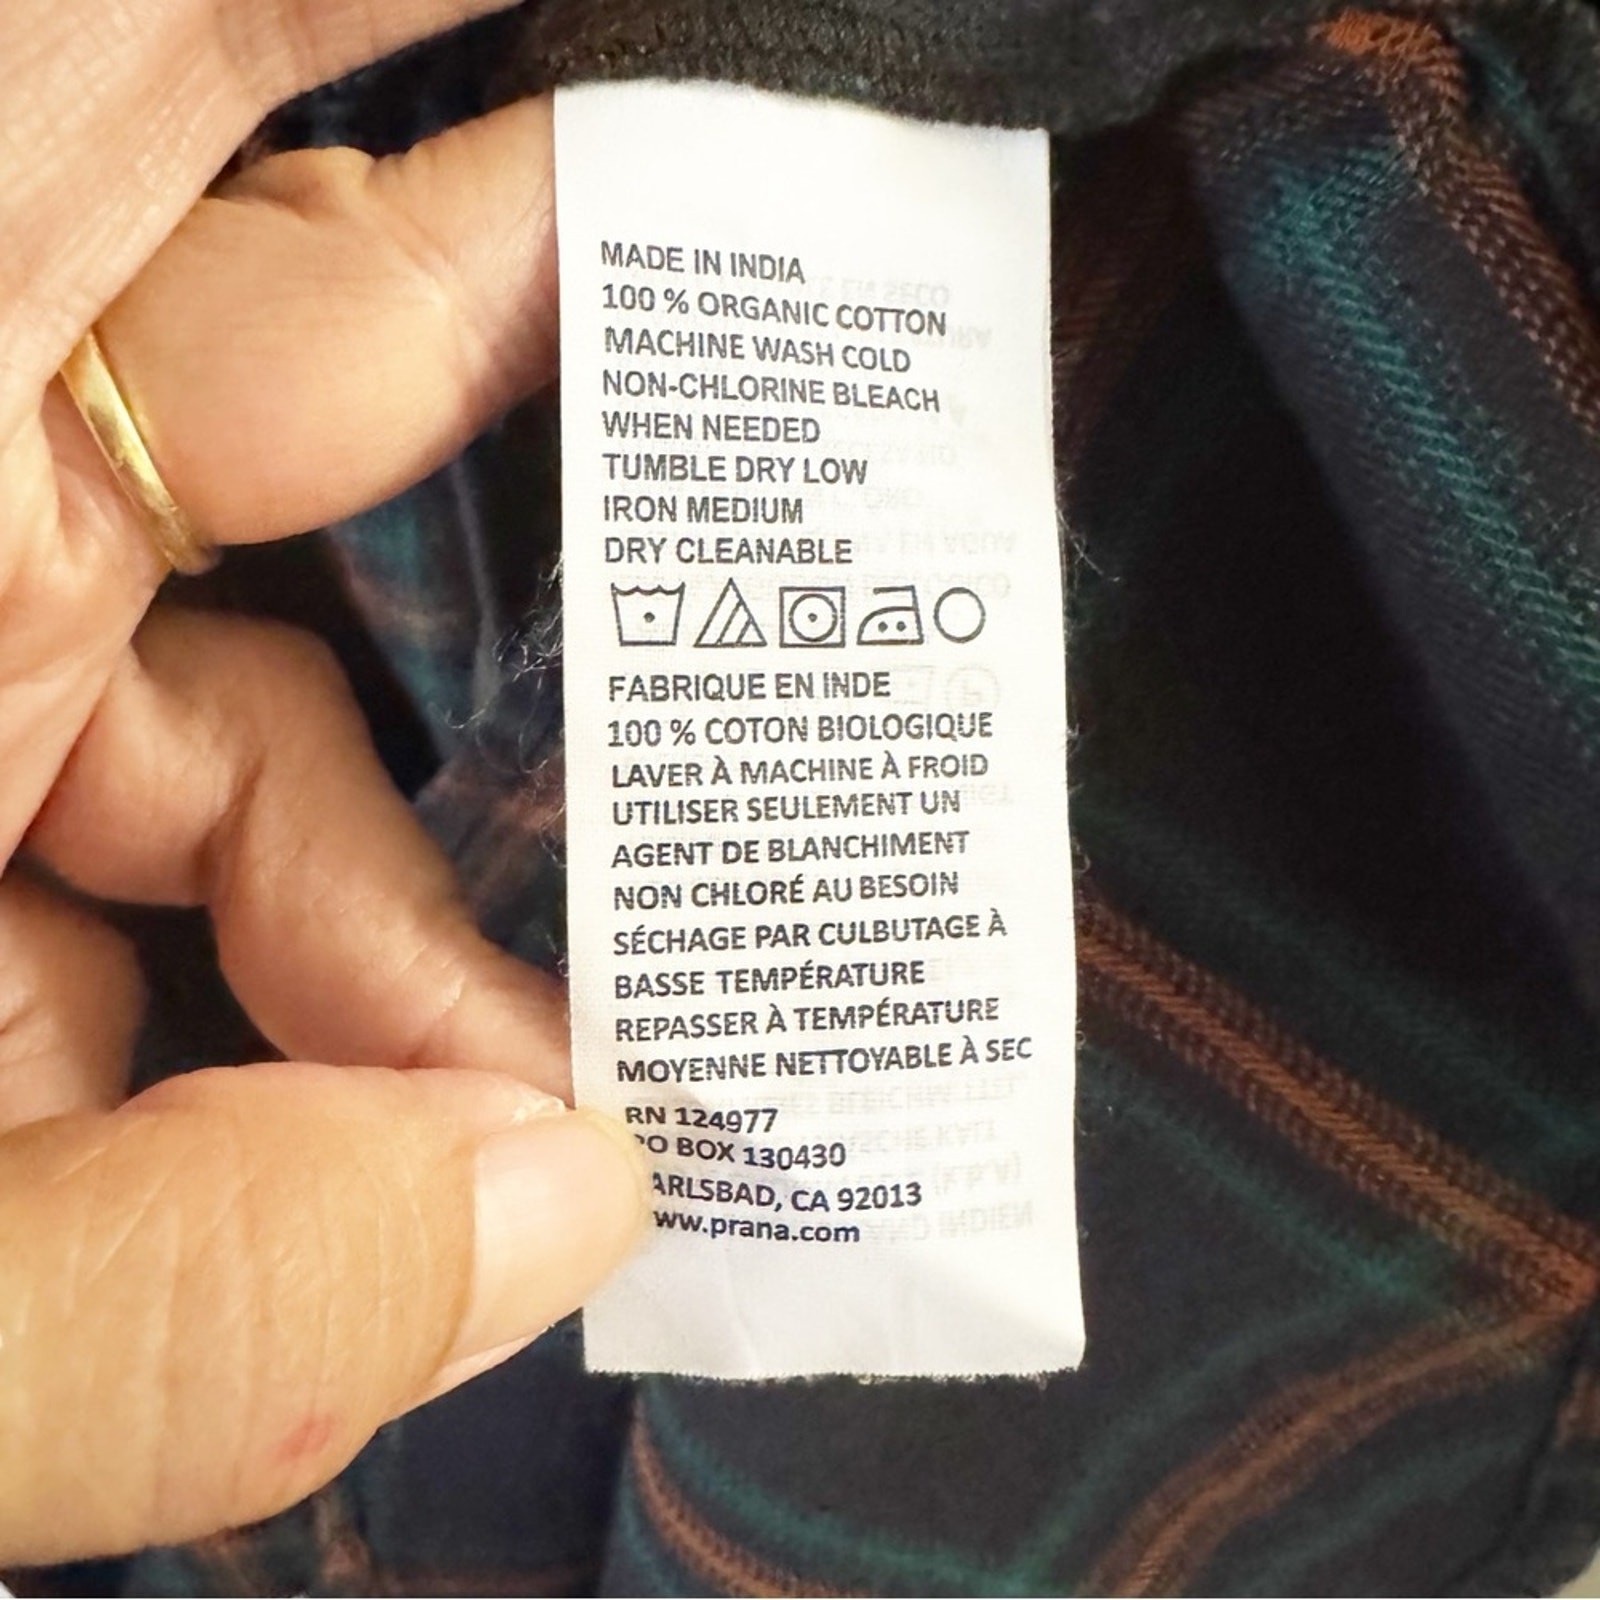 MADE IN INDIA
100 % ORGANIC COTTON
MACHINE WASH COLD
NON-CHLORINE BLEACH
WHEN NEEDED
TUMBLE DRY LOW
IRON MEDIUM
DRY CLEANABLE
FABRIQUE EN INDE
100 % COTON BIOLOGIQUE
LAVER À MACHINE À FROID
UTILISER SEULEMENT UN
AGENT DE BLANCHIMENT
NON CHLORÉ AU BESOIN
SÉCHAGE PAR CULBUTAGE À
BASSE TEMPÉRATURE
REPASSER À TEMPÉRATURE
MOYENNE NETTOYABLE À SEC
RN 124977
PO BOX 130430
ARLSBAD, CA 92013
ww.prana.com